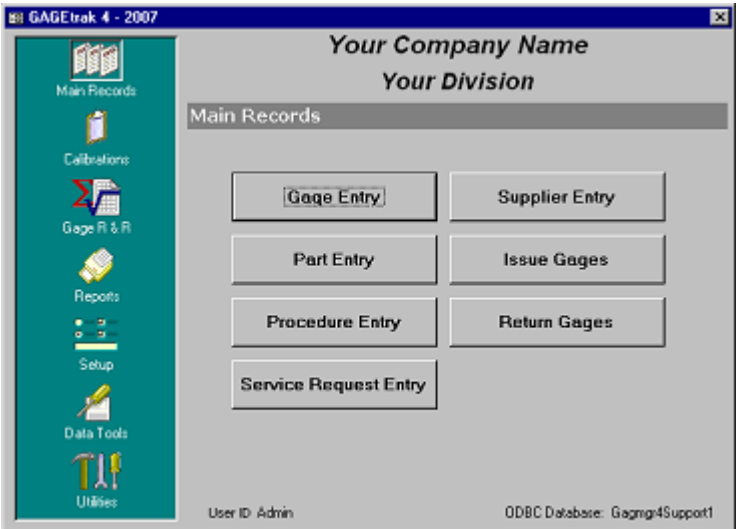 GAGEtrak 4 - 2007
Your Company Name
Your Division
Main Records
Main Records
Calibrations
Gage R & R
Reports
Setup
Data Tools
Utilities
Gage Entry
Supplier Entry
Part Entry
Issue Gages
Procedure Entry
Return Gages
Service Request Entry
User ID Admin
ODBC Database: Gagmgr4Support1